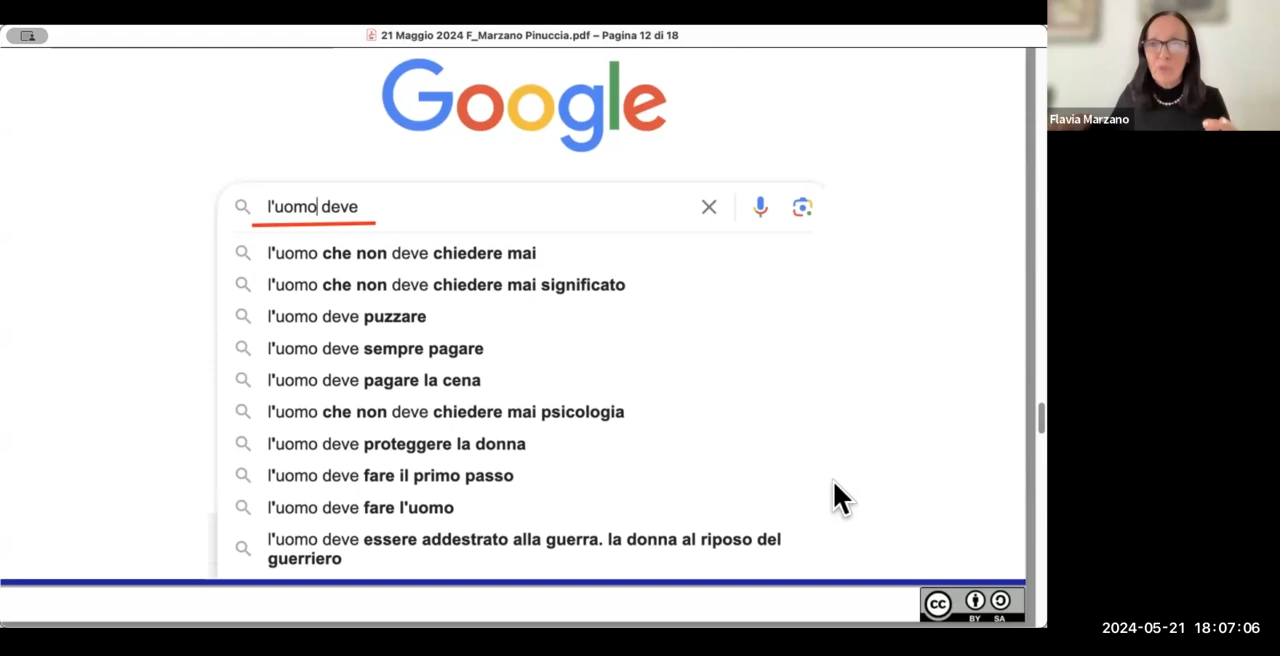 21 Maggio 2024 F_Marzano Pinuccia.pdf – Pagina 12 di 18
Google
l'uomo deve
l'uomo che non deve chiedere mai
l'uomo che non deve chiedere mai significato
l'uomo deve puzzare
l'uomo deve sempre pagare
l'uomo deve pagare la cena
l'uomo che non deve chiedere mai psicologia
l'uomo deve proteggere la donna
l'uomo deve fare il primo passo
l'uomo deve fare l'uomo
l'uomo deve essere addestrato alla guerra. la donna al riposo del
guerriero
cc
BY SA
Flavia Marzano
2024-05-21 18:07:06